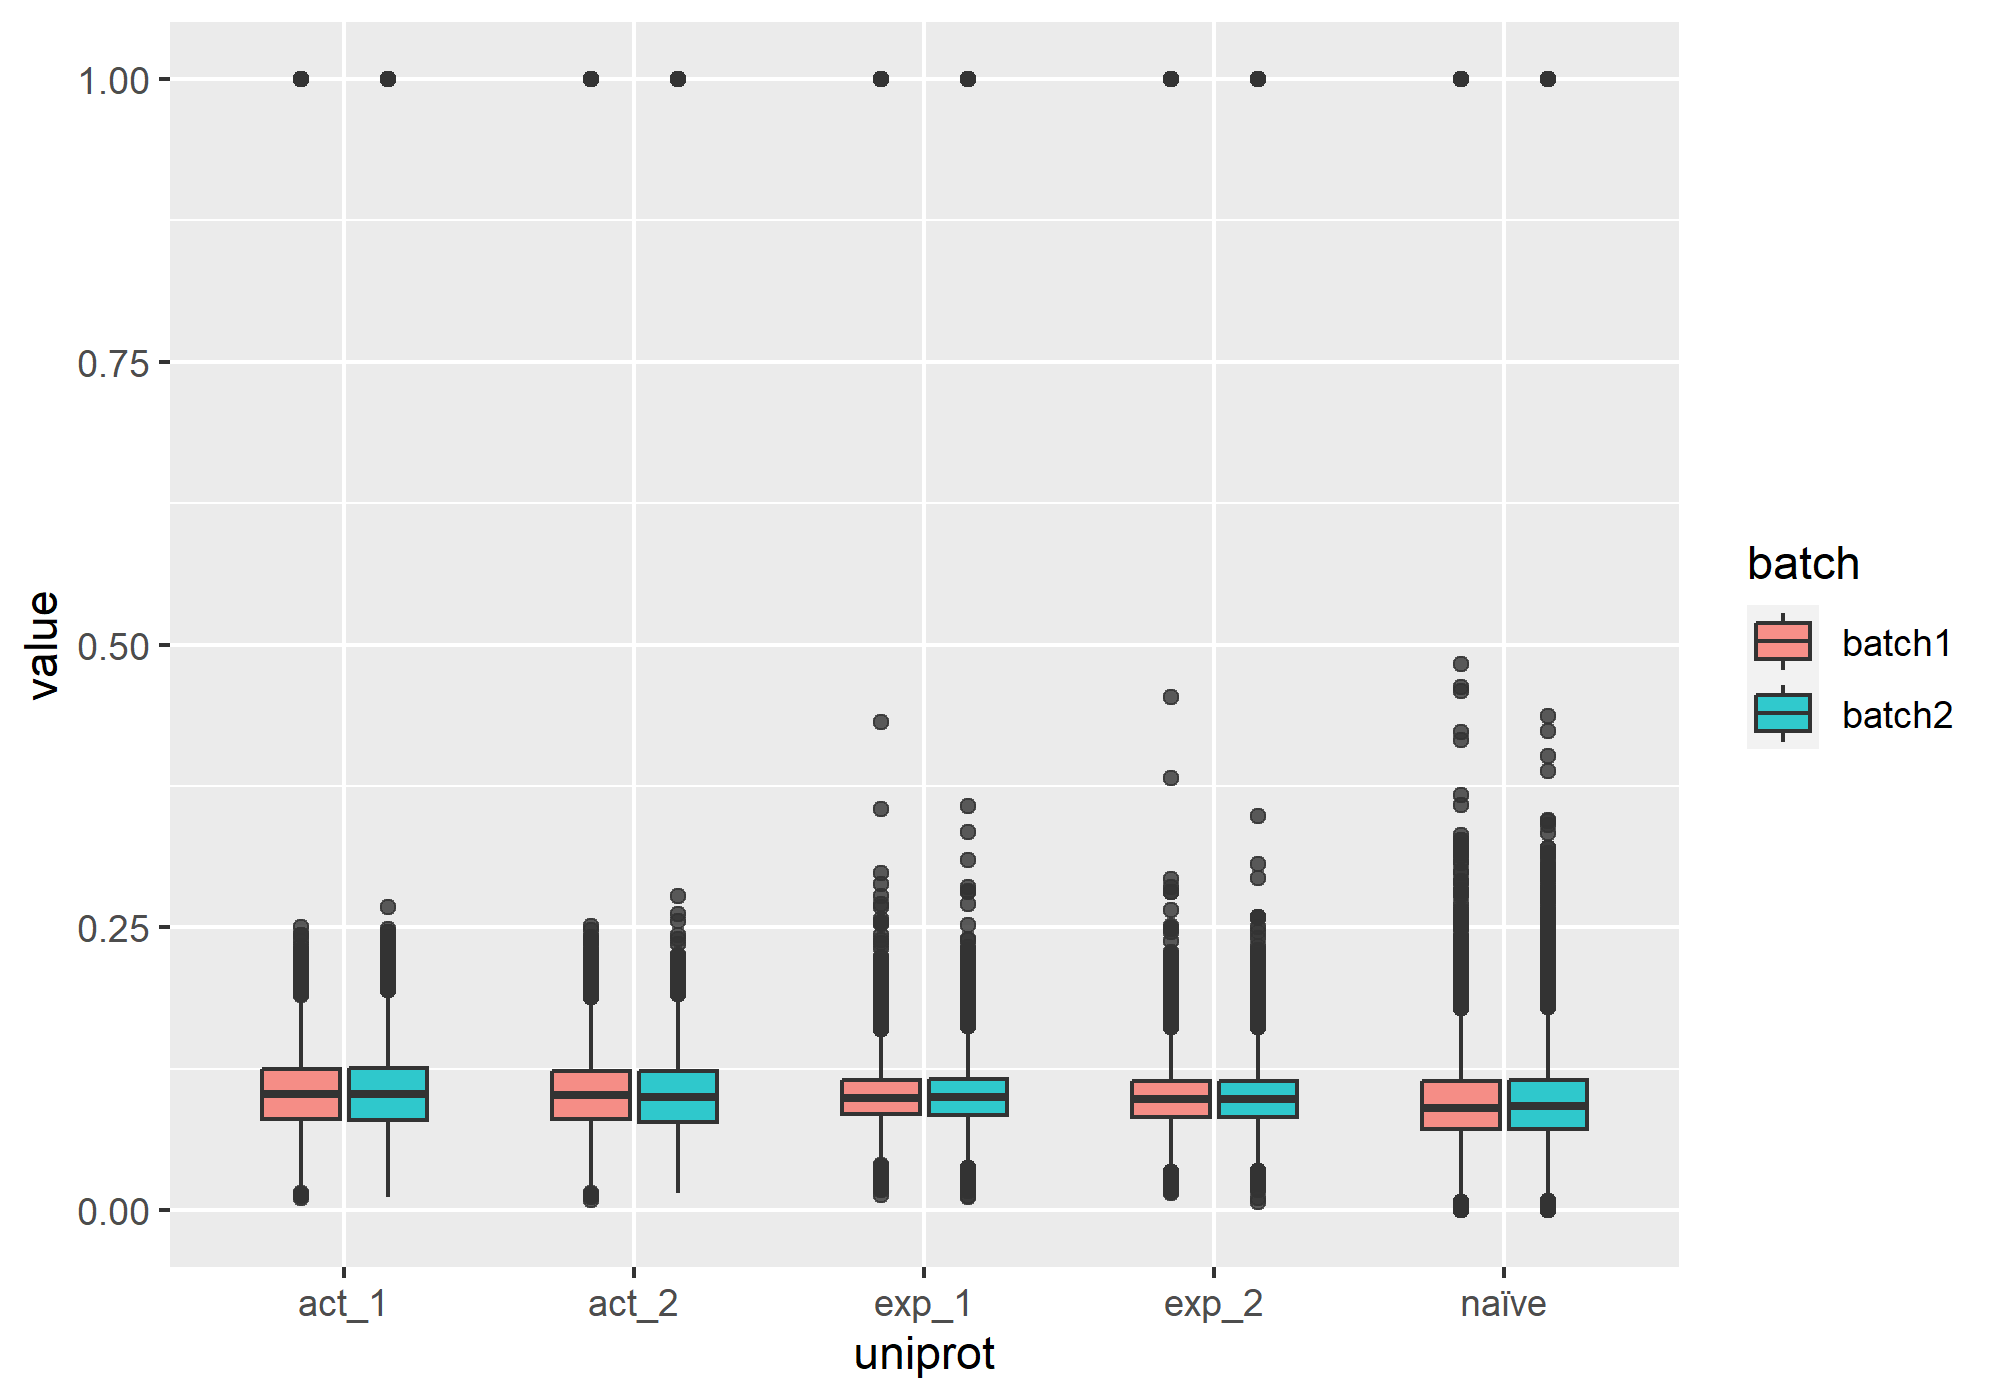 1.00
0.75
0.50
0.25
0.00
value
act_1
act_2
exp_1
exp_2
naïve
uniprot
batch
batch1
batch2